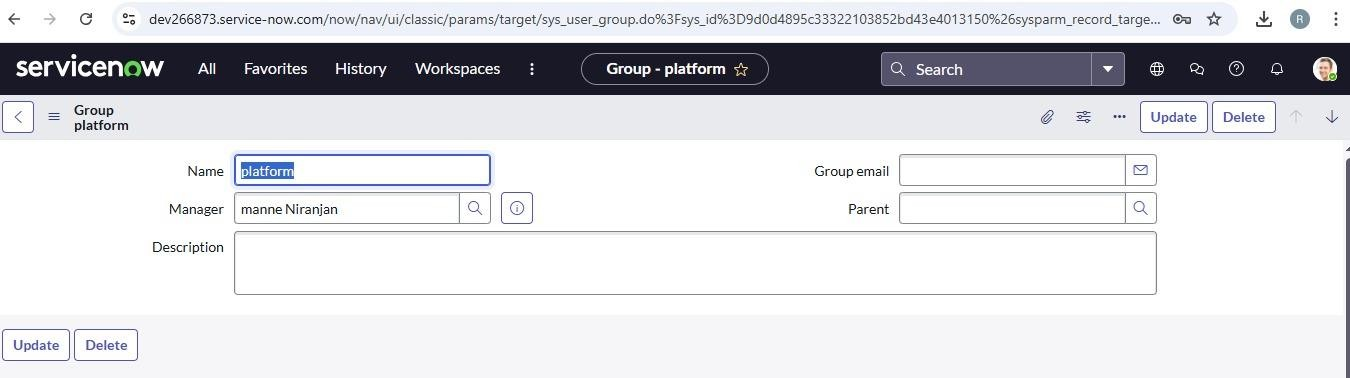 dev266873.service-now.com/now/nav/ui/classic/params/target/sys_user_group.do%3Fsys_id%3D9d0d4895c33322103852bd43e4013150%26sysparm_record_targe...
R
servicenow All Favorites History Workspaces Group - platform Search
Group
platform
Update Delete
Name platform Group email
Manager manne Niranjan Parent
Description
Update Delete